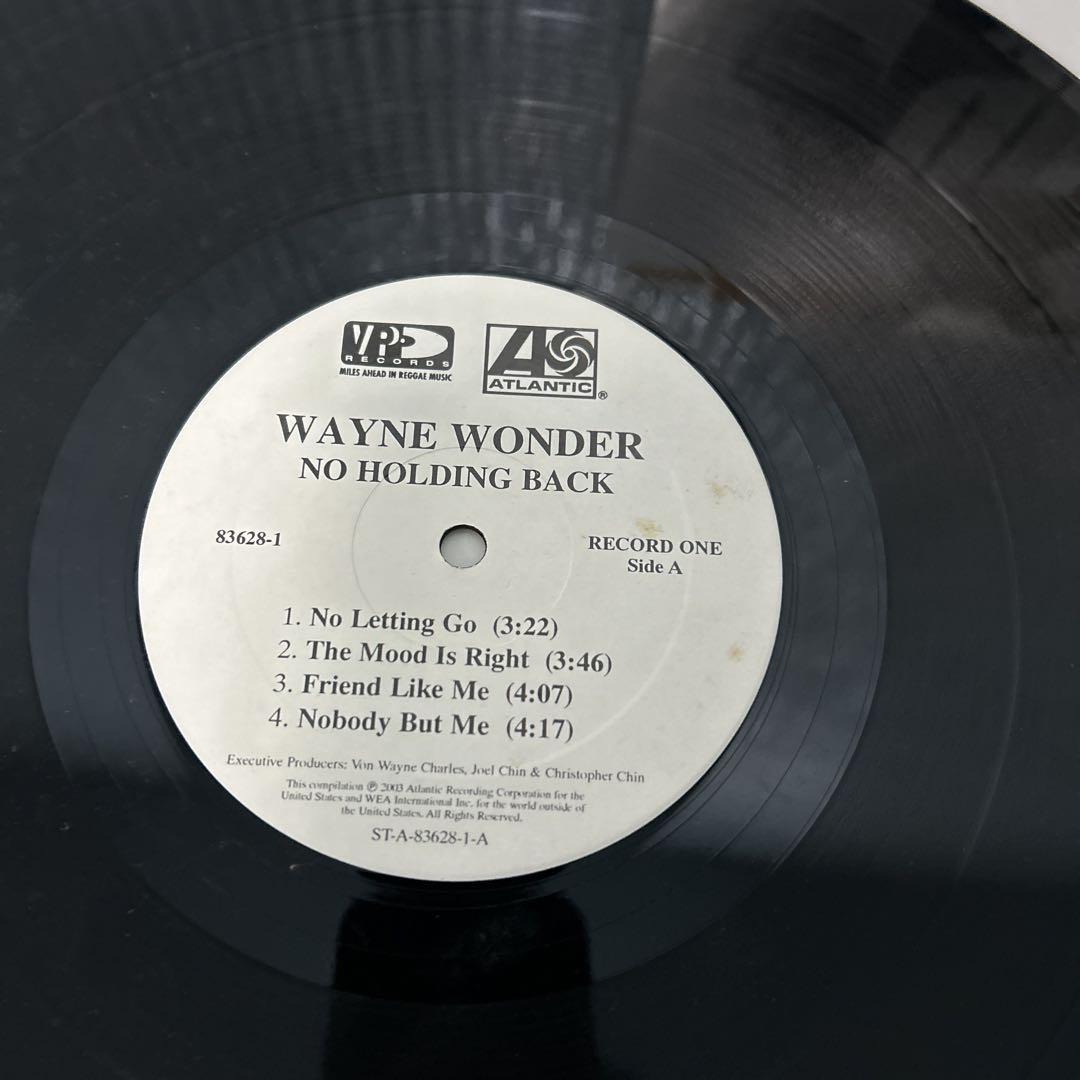 VP
RECORDS
MILES AHEAD IN REGGAE MUSIC
A
ATLANTIC®
WAYNE WONDER
NO HOLDING BACK
83628-1
RECORD ONE
Side A
1. No Letting Go (3:22)
2. The Mood Is Right (3:46)
3. Friend Like Me (4:07)
4. Nobody But Me (4:17)
Executive Producers: Von Wayne Charles, Joel Chin & Christopher Chin
This compilation ℗ 2003 Atlantic Recording Corporation for the
United States and WEA International Inc. for the world outside of
the United States. All Rights Reserved.
ST-A-83628-1-A